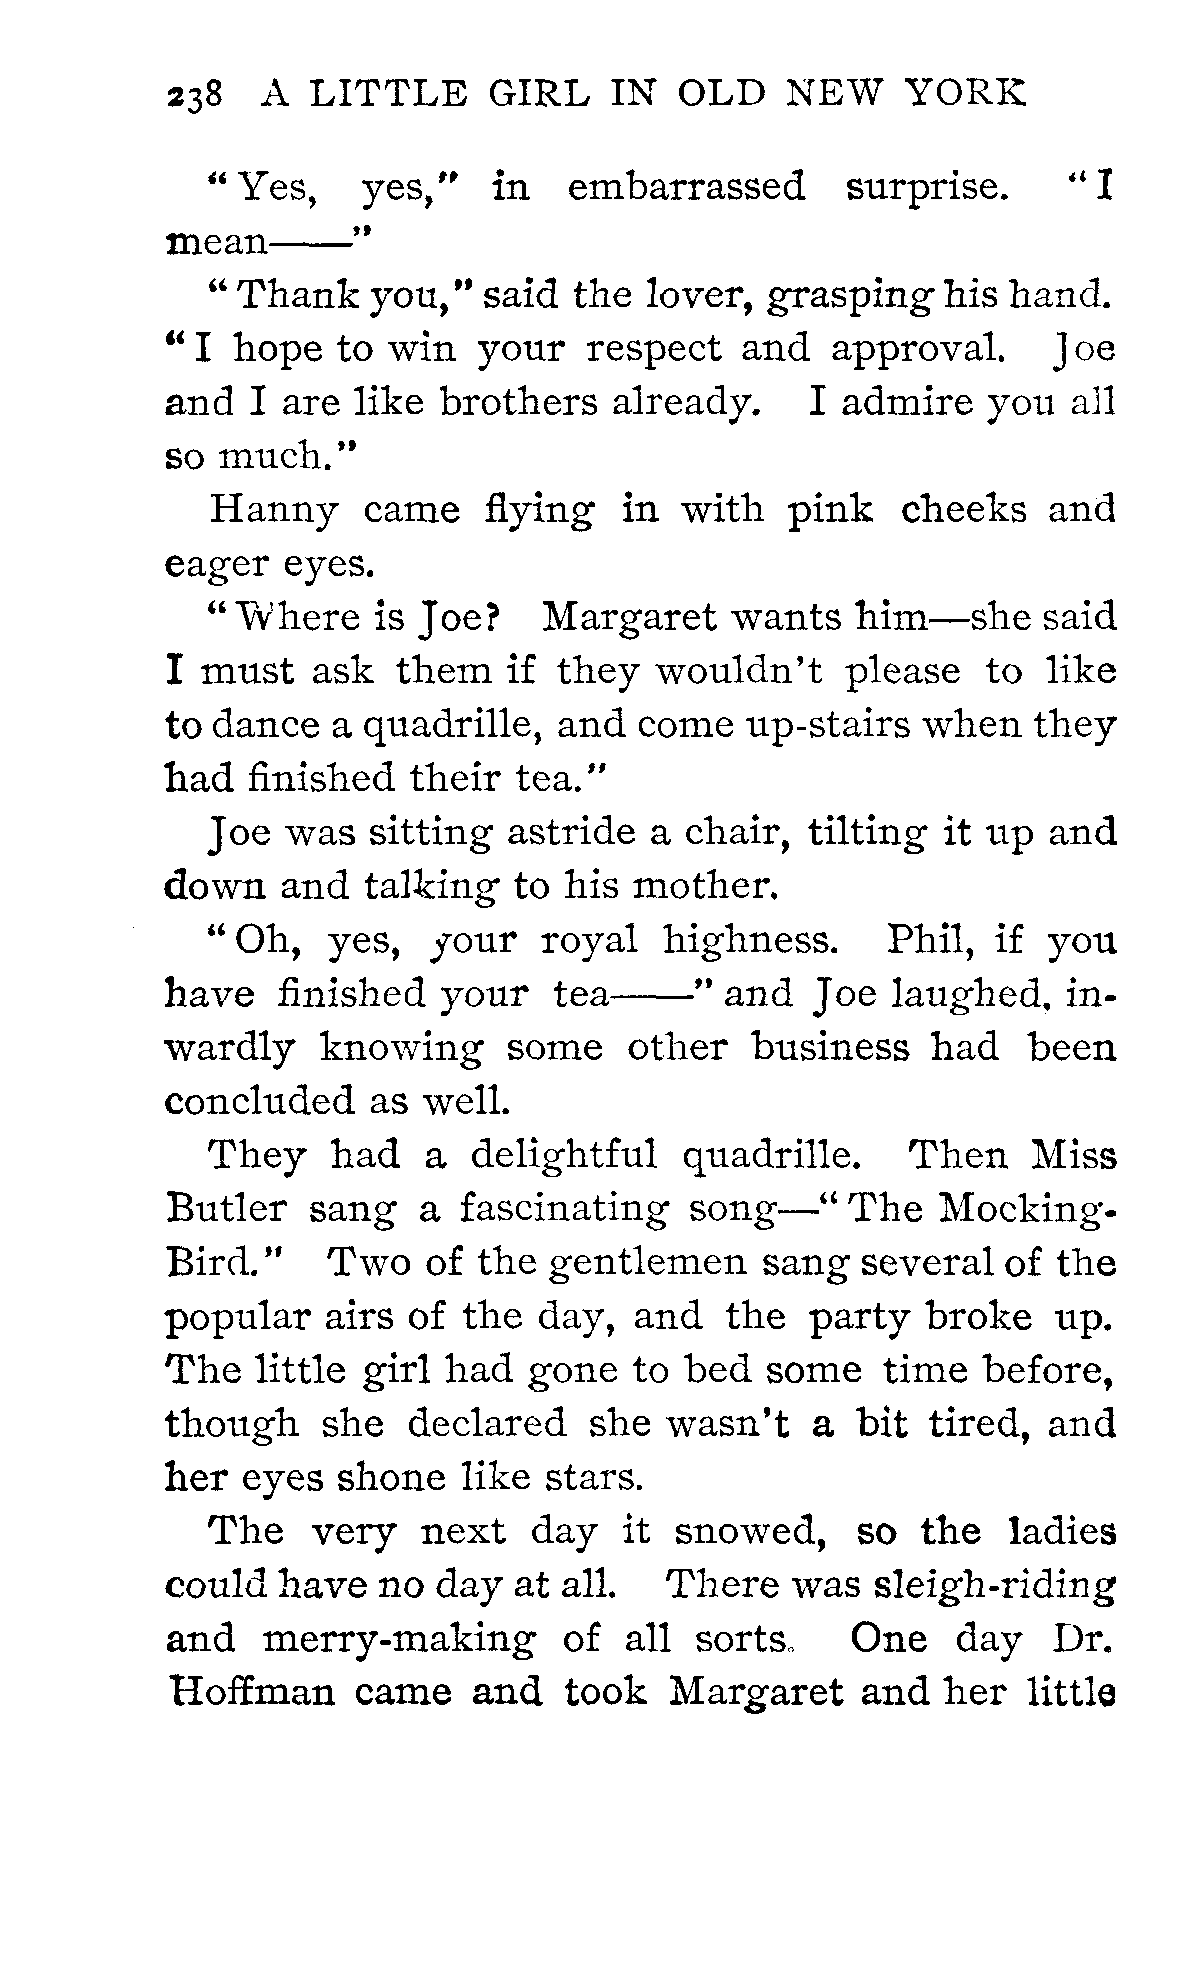 238 A LITTLE GIRL IN OLD NEW YORK
"Yes, yes," in embarrassed surprise. "I
mean——"
"Thank you," said the lover, grasping his hand.
"I hope to win your respect and approval. Joe
and I are like brothers already. I admire you all
so much."
Hanny came flying in with pink cheeks and
eager eyes.
"Where is Joe? Margaret wants him—she said
I must ask them if they wouldn't please to like
to dance a quadrille, and come up-stairs when they
had finished their tea."
Joe was sitting astride a chair, tilting it up and
down and talking to his mother.
"Oh, yes, your royal highness. Phil, if you
have finished your tea——" and Joe laughed, in-
wardly knowing some other business had been
concluded as well.
They had a delightful quadrille. Then Miss
Butler sang a fascinating song—"The Mocking-
Bird." Two of the gentlemen sang several of the
popular airs of the day, and the party broke up.
The little girl had gone to bed some time before,
though she declared she wasn't a bit tired, and
her eyes shone like stars.
The very next day it snowed, so the ladies
could have no day at all. There was sleigh-riding
and merry-making of all sorts. One day Dr.
Hoffman came and took Margaret and her little